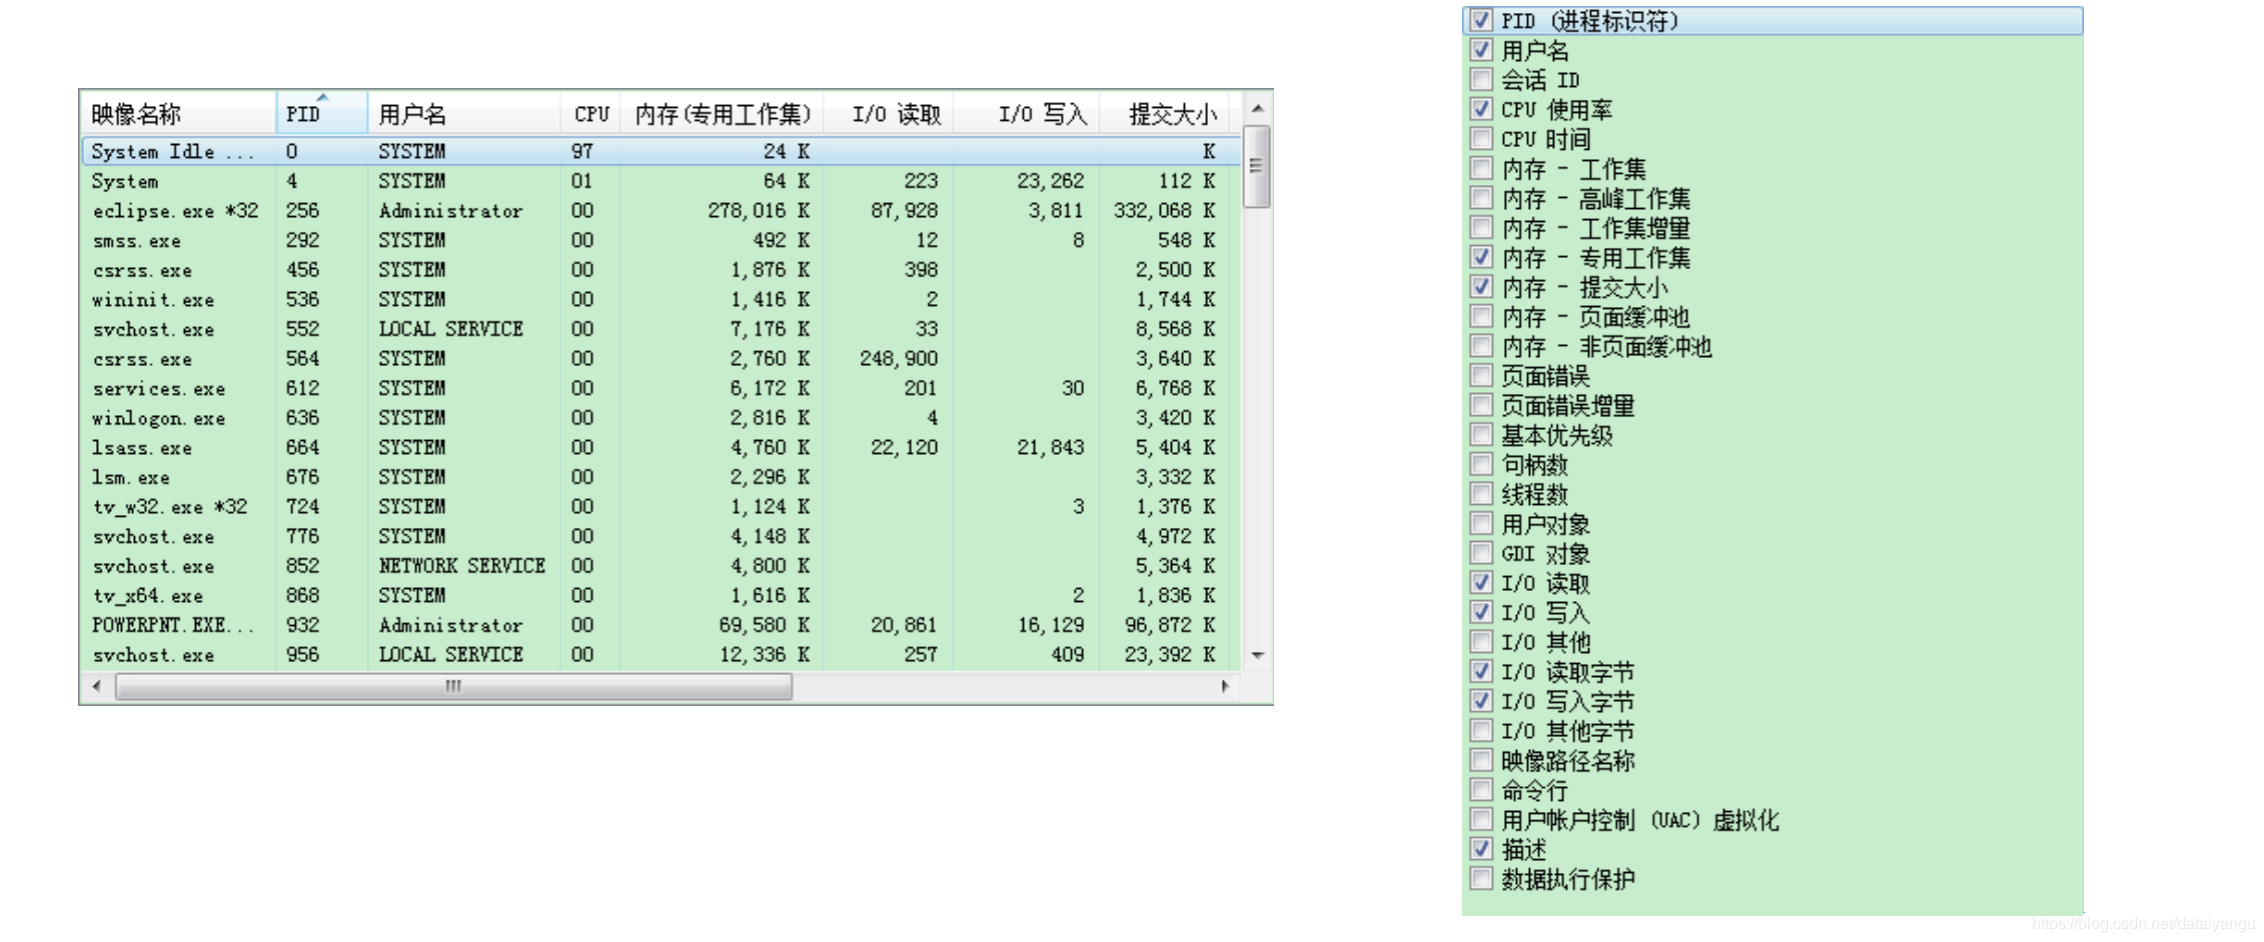 映像名称 PID 用户名 CPU 内存(专用工作集) I/O 读取 I/O 写入 提交大小
System Idle ... 0 SYSTEM 97 24 K K
System 4 SYSTEM 01 64 K 223 23,262 112 K
eclipse.exe *32 256 Administrator 00 278,016 K 87,928 3,811 332,068 K
smss.exe 292 SYSTEM 00 492 K 12 8 548 K
csrss.exe 456 SYSTEM 00 1,876 K 398 2,500 K
wininit.exe 536 SYSTEM 00 1,416 K 2 1,744 K
svchost.exe 552 LOCAL SERVICE 00 7,176 K 33 8,568 K
csrss.exe 564 SYSTEM 00 2,760 K 248,900 3,640 K
services.exe 612 SYSTEM 00 6,172 K 201 30 6,768 K
winlogon.exe 636 SYSTEM 00 2,816 K 4 3,420 K
lsass.exe 664 SYSTEM 00 4,760 K 22,120 21,843 5,404 K
lsm.exe 676 SYSTEM 00 2,296 K 3,332 K
tv_w32.exe *32 724 SYSTEM 00 1,124 K 3 1,376 K
svchost.exe 776 SYSTEM 00 4,148 K 4,972 K
svchost.exe 852 NETWORK SERVICE 00 4,800 K 5,364 K
tv_x64.exe 868 SYSTEM 00 1,616 K 2 1,836 K
POWERPNT.EXE... 932 Administrator 00 69,580 K 20,861 16,129 96,872 K
svchost.exe 956 LOCAL SERVICE 00 12,336 K 257 409 23,392 K
PID (进程标识符)
用户名
会话 ID
CPU 使用率
CPU 时间
内存 - 工作集
内存 - 高峰工作集
内存 - 工作集增量
内存 - 专用工作集
内存 - 提交大小
内存 - 页面缓冲池
内存 - 非页面缓冲池
页面错误
页面错误增量
基本优先级
句柄数
线程数
用户对象
GDI 对象
I/O 读取
I/O 写入
I/O 其他
I/O 读取字节
I/O 写入字节
I/O 其他字节
映像路径名称
命令行
用户帐户控制 (UAC) 虚拟化
描述
数据执行保护
https://blog.csdn.net/dataiyangu